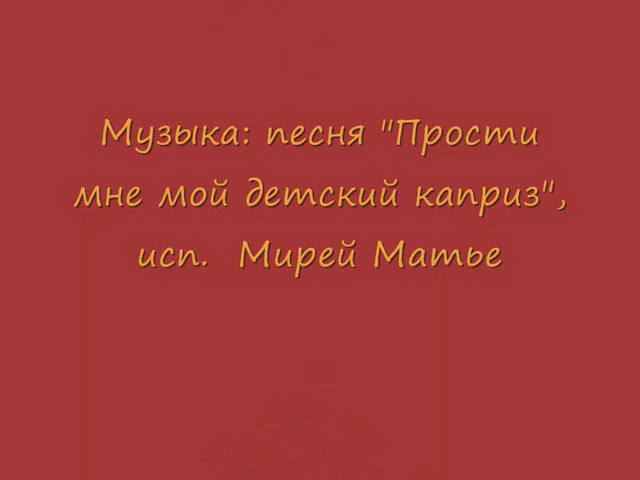 Музыка: песня "Прости
мне мой детский каприз",
исп. Мирей Матье